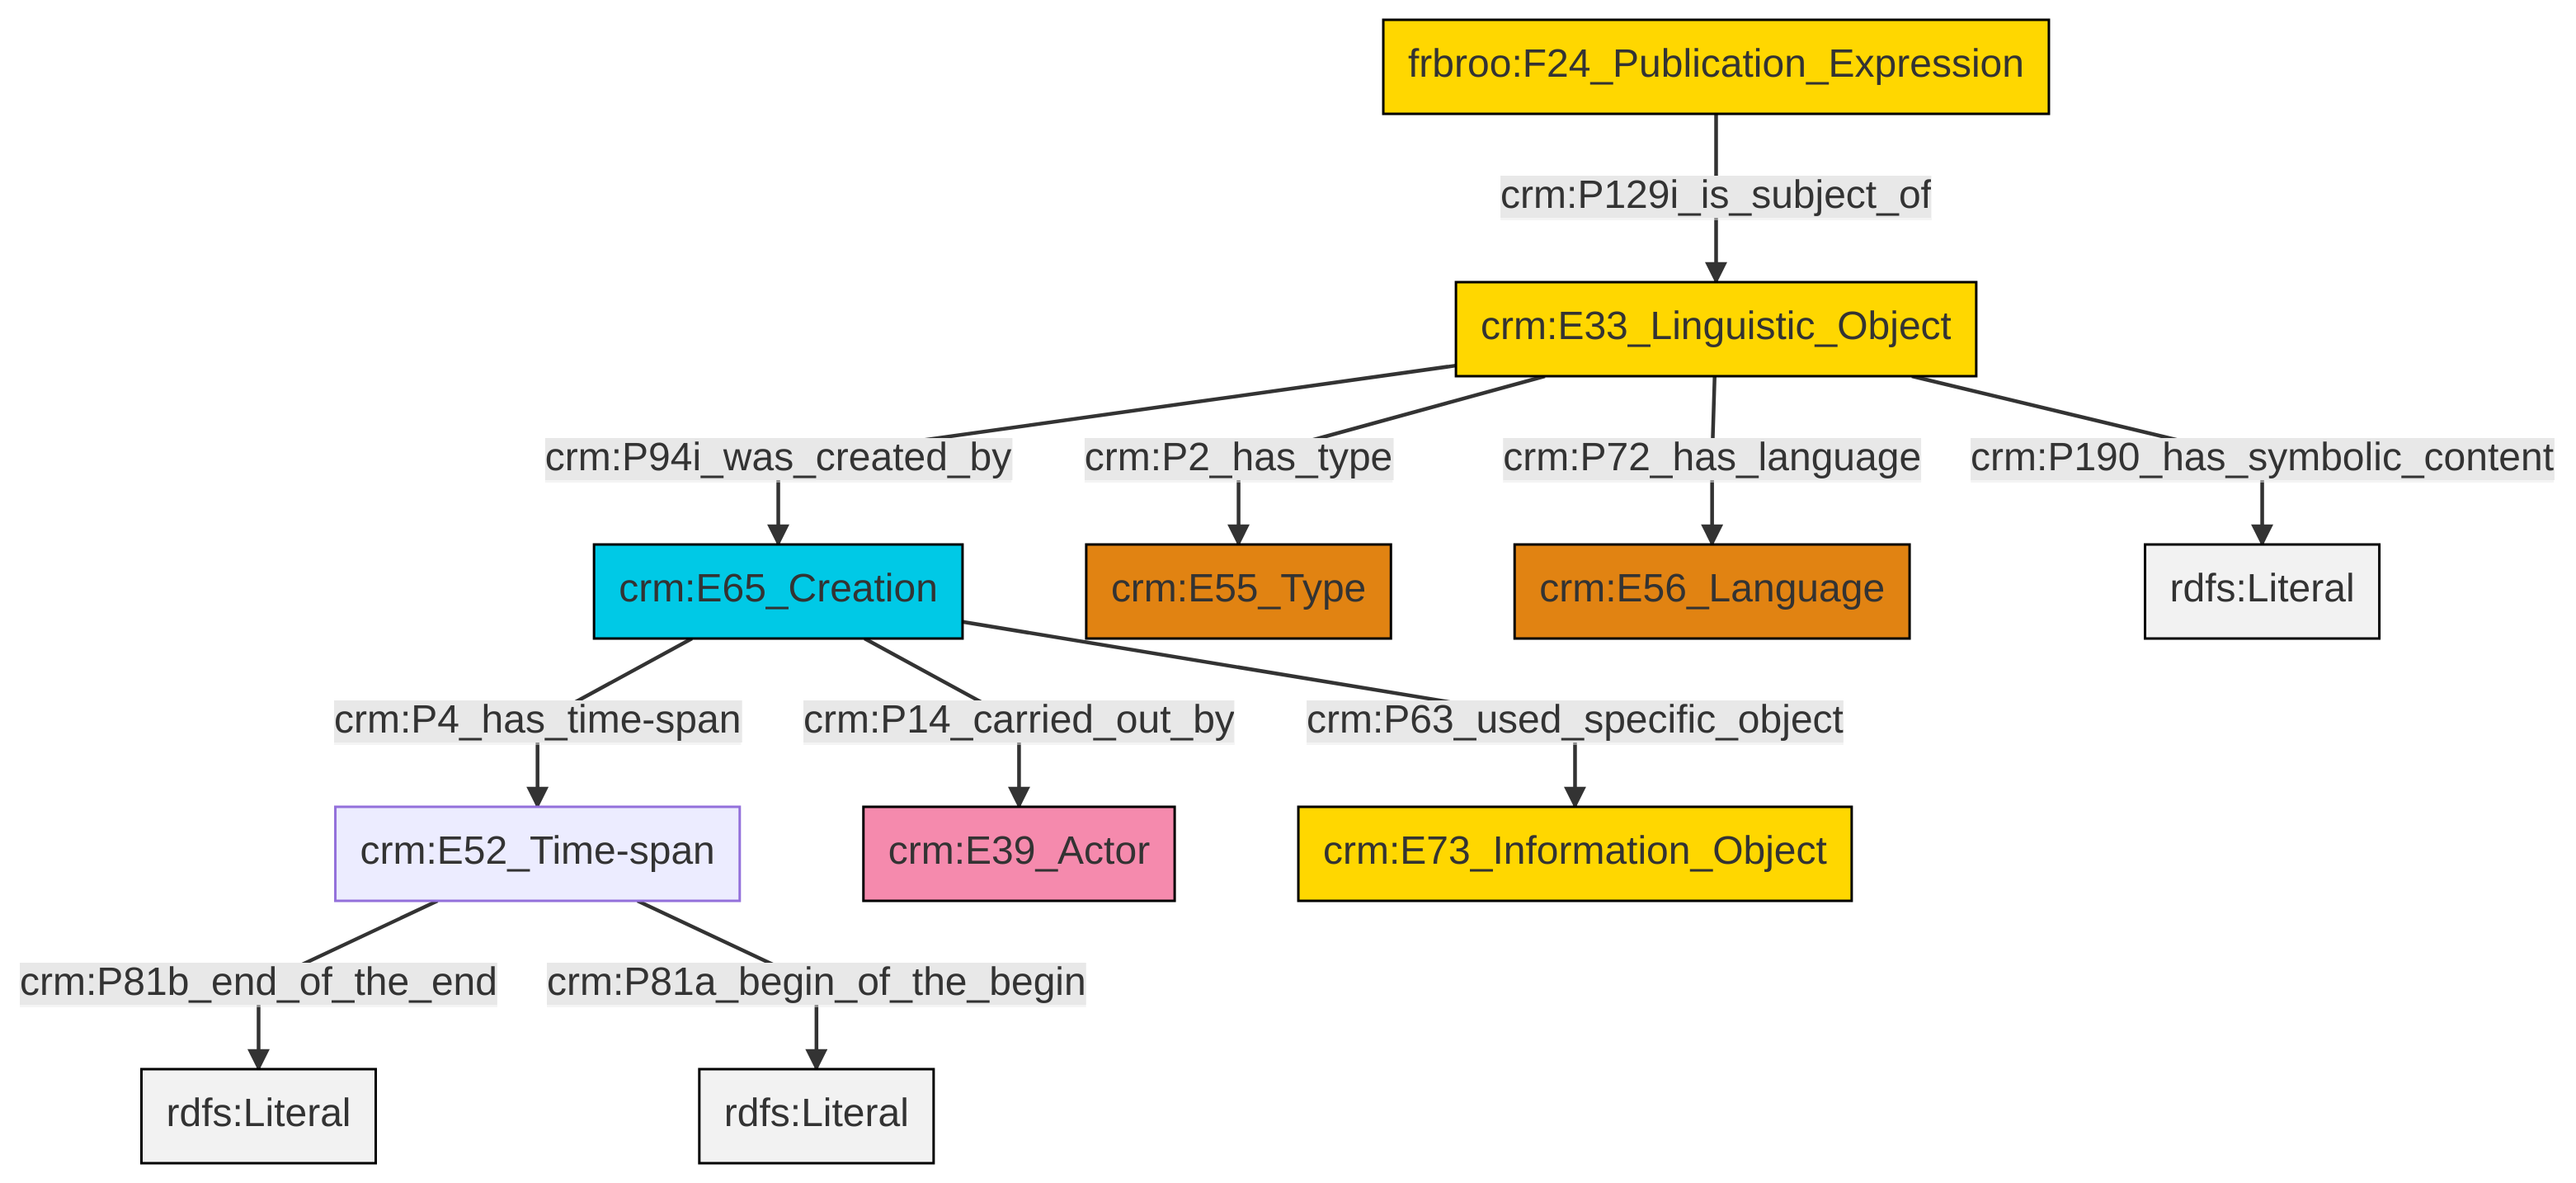 frbroo:F24_Publication_Expression
crm:P129i_is_subject_of
crm:E33_Linguistic_Object
crm:P94i_was_created_by
crm:P2_has_type
crm:P72_has_language
crm:P190_has_symbolic_content
crm:E65_Creation
crm:E55_Type
crm:E56_Language
rdfs:Literal
crm:P4_has_time-span
crm:P14_carried_out_by
crm:P63_used_specific_object
crm:E52_Time-span
crm:E39_Actor
crm:E73_Information_Object
crm:P81b_end_of_the_end
crm:P81a_begin_of_the_begin
rdfs:Literal
rdfs:Literal